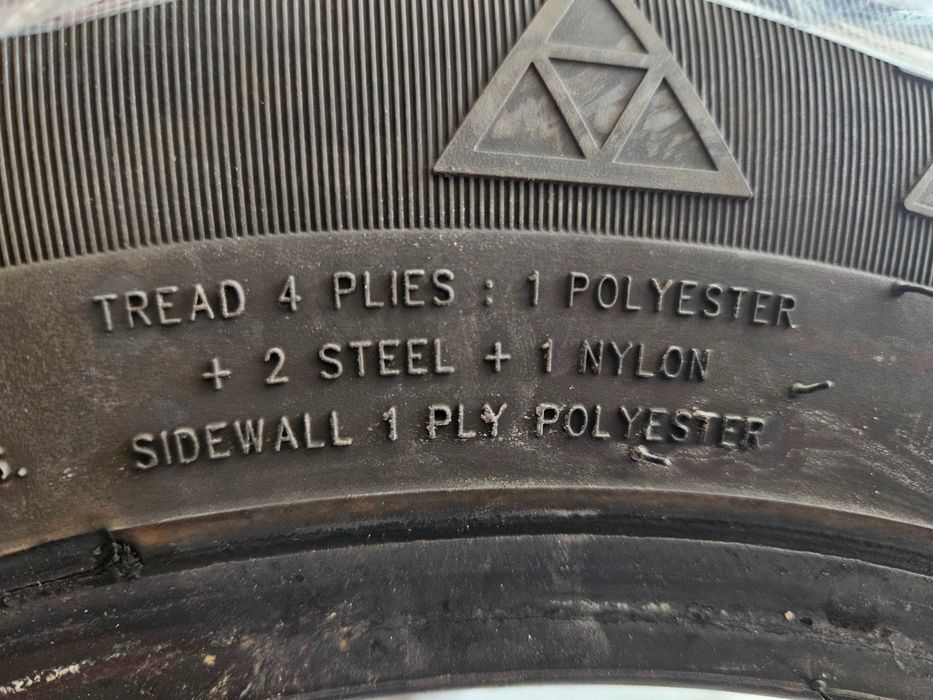 TREAD 4 PLIES : 1 POLYESTER
+ 2 STEEL + 1 NYLON
SIDEWALL 1 PLY POLYESTER